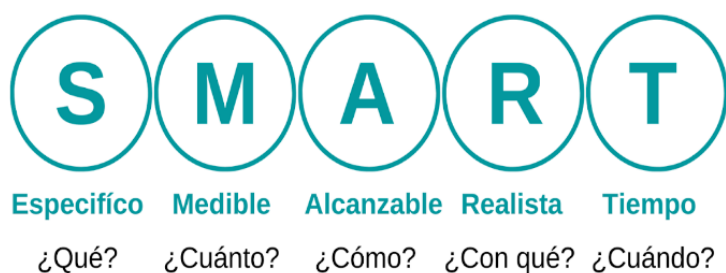 S M A R T
Especifíco Medible Alcanzable Realista Tiempo
¿Qué? ¿Cuánto? ¿Cómo? ¿Con qué? ¿Cuándo?